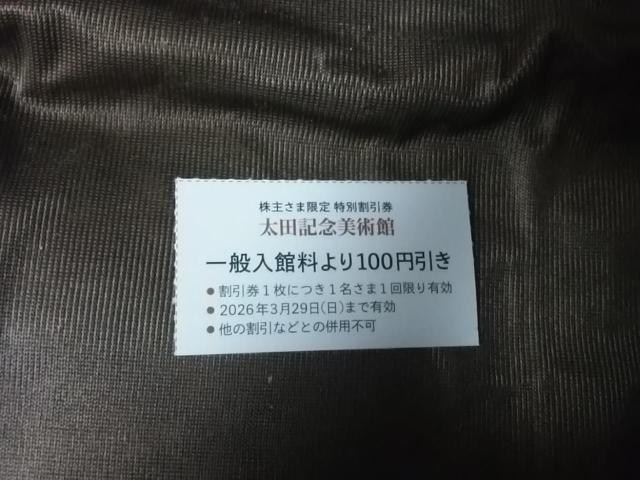 株主さま限定 特別割引券
太田記念美術館
一般入館料より100円引き
● 割引券1枚につき1名さま1回限り有効
● 2026年3月29日(日)まで有効
● 他の割引などとの併用不可